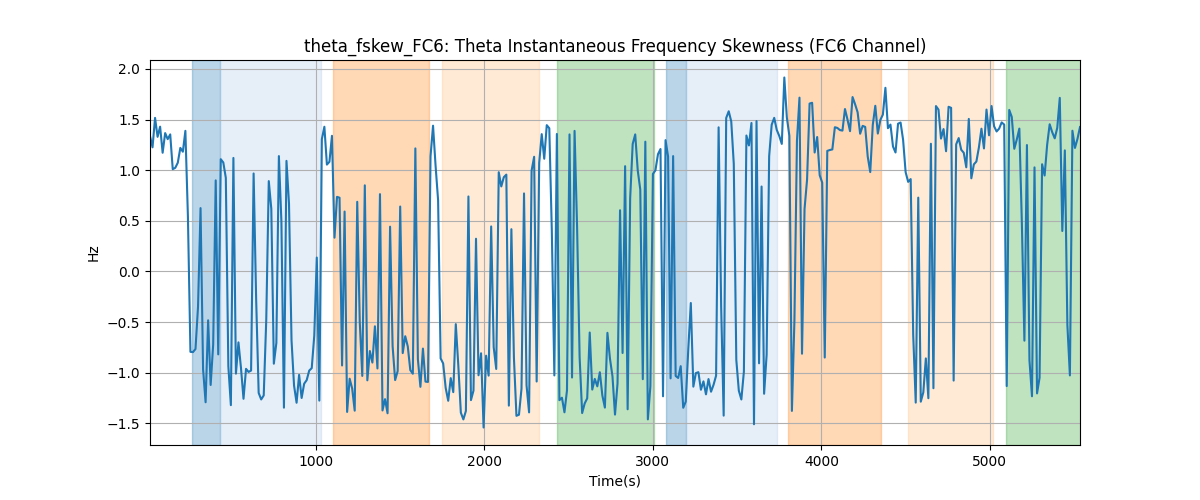 theta_fskew_FC6: Theta Instantaneous Frequency Skewness (FC6 Channel)
2.0
1.5
1.0
0.5
0.0
−0.5
−1.0
−1.5
Hz
1000 2000 3000 4000 5000
Time(s)